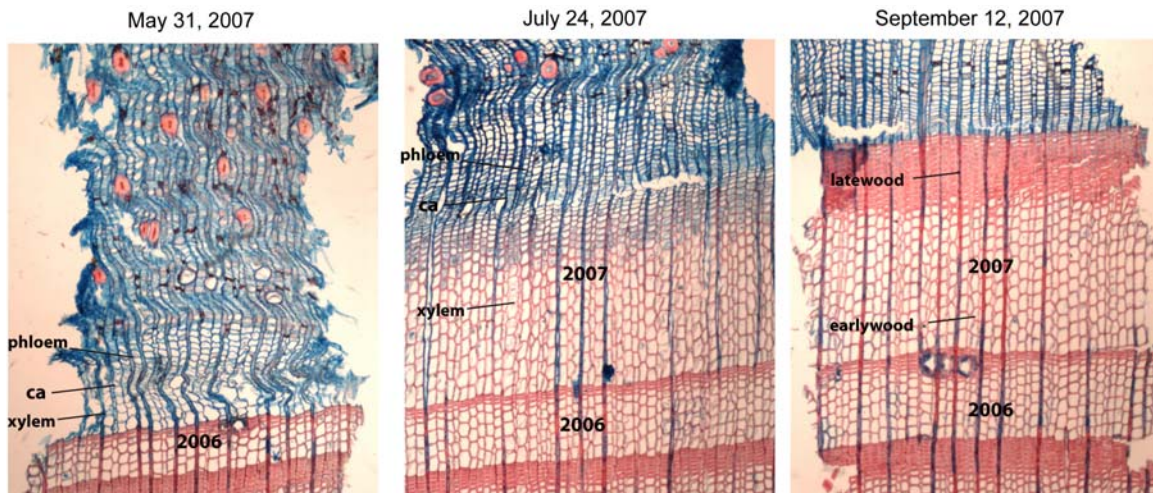 May 31, 2007
July 24, 2007
September 12, 2007
phloem
ca
xylem
2006
phloem
ca
2007
xylem
2006
latewood
2007
earlywood
2006